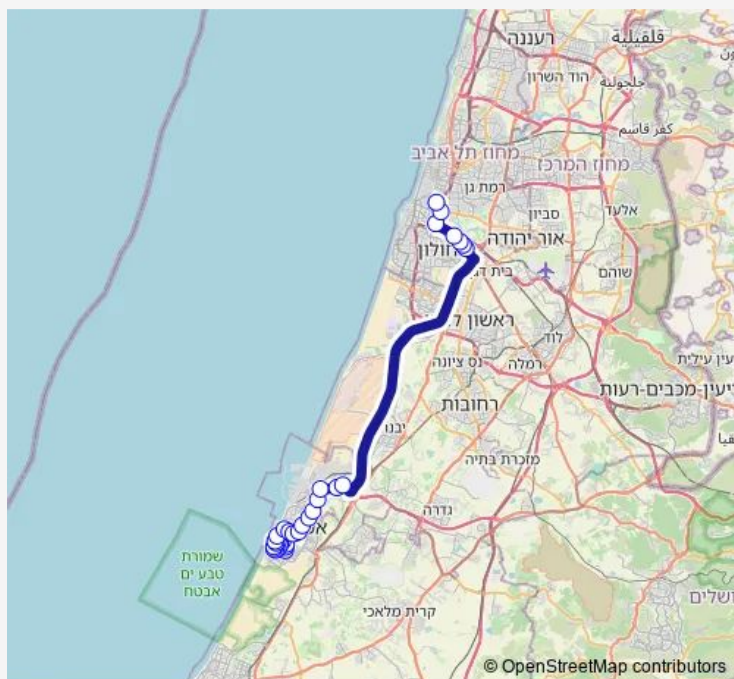 קלקיליה
רעננה
הוד השרון
ג'לג'וליה
כפר קאסם
מחוז תל אביב
מחוז המרכז
רמת גן
אלעד
סביון
אור יהודה
חולון
שוהם
ראשון ל
לוד
נס ציונה
רמלה
רחובות
יבנה
מזכרת בתיה
גדרה
שמורת
טבע ים
אבטח
קרית מלאכי
© OpenStreetMap contributors